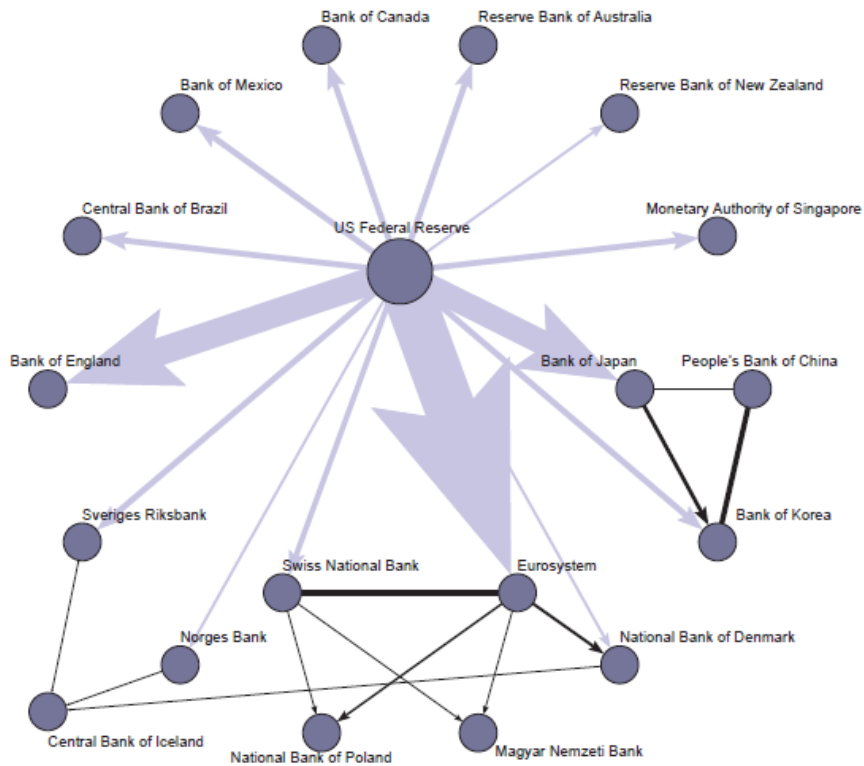 Bank of Canada
Reserve Bank of Australia
Bank of Mexico
Reserve Bank of New Zealand
Central Bank of Brazil
US Federal Reserve
Monetary Authority of Singapore
Bank of England
Bank of Japan
People's Bank of China
Sveriges Riksbank
Bank of Korea
Swiss National Bank
Eurosystem
Norges Bank
National Bank of Denmark
Central Bank of Iceland
National Bank of Poland
Magyar Nemzeti Bank